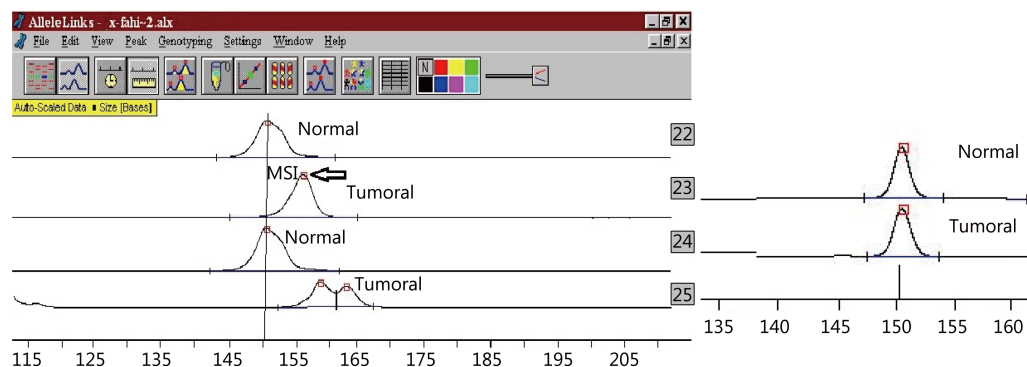 AlleleLinks - x-fahi~2.alx
File Edit View Peak Genotyping Settings Window Help
N
Auto-Scaled Data ■ Size [Bases]
Normal
22
MSI
Tumoral
23
Normal
24
Tumoral
25
115 125 135 145 155 165 175 185 195 205
Normal
Tumoral
135 140 145 150 155 160